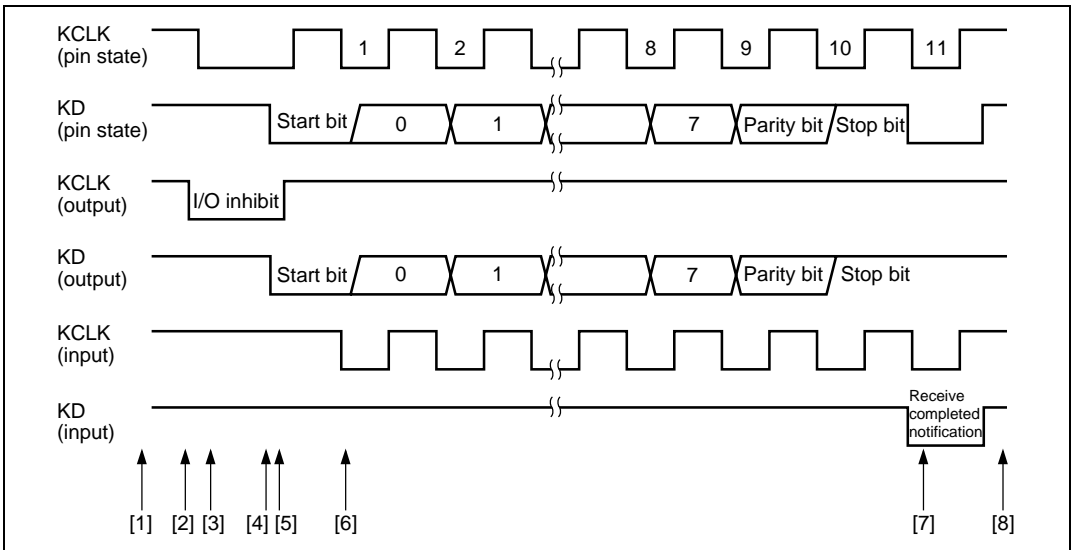 KCLK
(pin state)
1 2 8 9 10 11
KD
(pin state)
Start bit 0 1 7 Parity bit Stop bit
KCLK
(output)
I/O inhibit
KD
(output)
Start bit 0 1 7 Parity bit Stop bit
KCLK
(input)
KD
(input)
Receive
completed
notification
[1] [2] [3] [4] [5] [6] [7] [8]